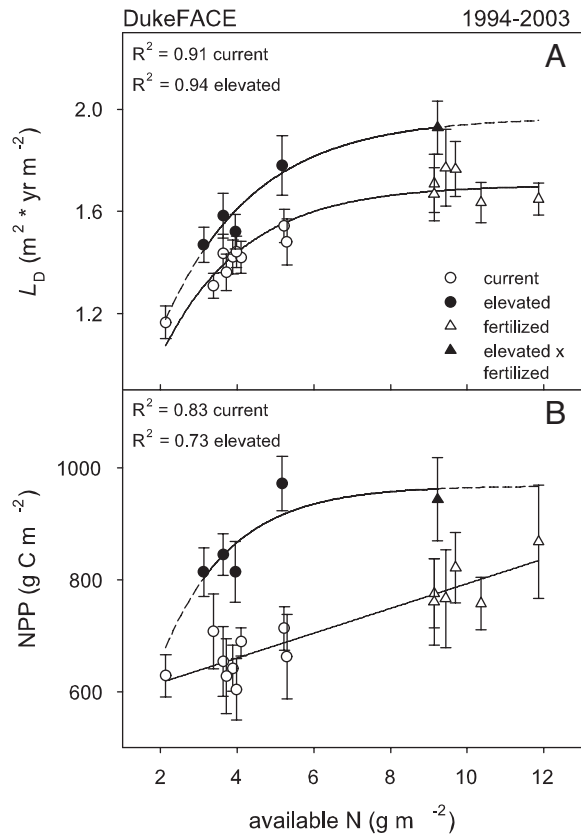 DukeFACE 1994-2003
R² = 0.91 current
R² = 0.94 elevated
A
2.0
1.6
1.2
L_D (m² * yr m⁻²)
current
elevated
fertilized
elevated x
fertilized
R² = 0.83 current
R² = 0.73 elevated
B
1000
800
600
NPP (g C m⁻²)
2 4 6 8 10 12
available N (g m⁻²)